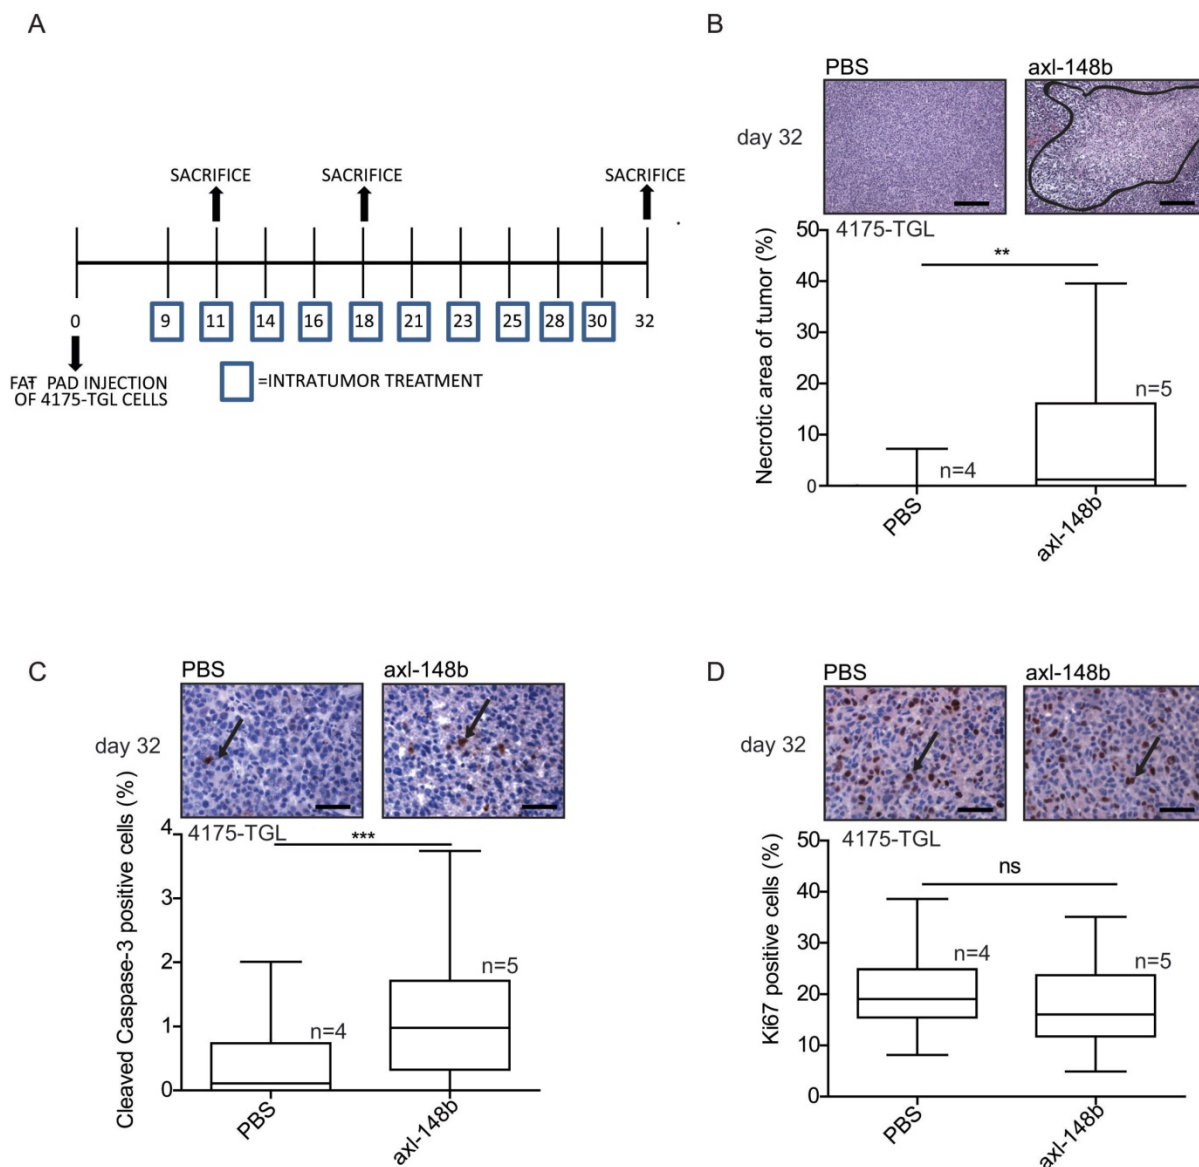 A
SACRIFICE SACRIFICE SACRIFICE
0 9 11 14 16 18 21 23 25 28 30 32
FAT PAD INJECTION
OF 4175-TGL CELLS
=INTRATUMOR TREATMENT
B
PBS axl-148b
day 32
4175-TGL
Necrotic area of tumor (%)
50
40
30
20
10
0
**
n=4
n=5
PBS axl-148b
C
PBS axl-148b
day 32
4175-TGL
Cleaved Caspase-3 positive cells (%)
4
3
2
1
0
***
n=4
n=5
PBS axl-148b
D
PBS axl-148b
day 32
4175-TGL
Ki67 positive cells (%)
50
40
30
20
10
0
ns
n=4
n=5
PBS axl-148b